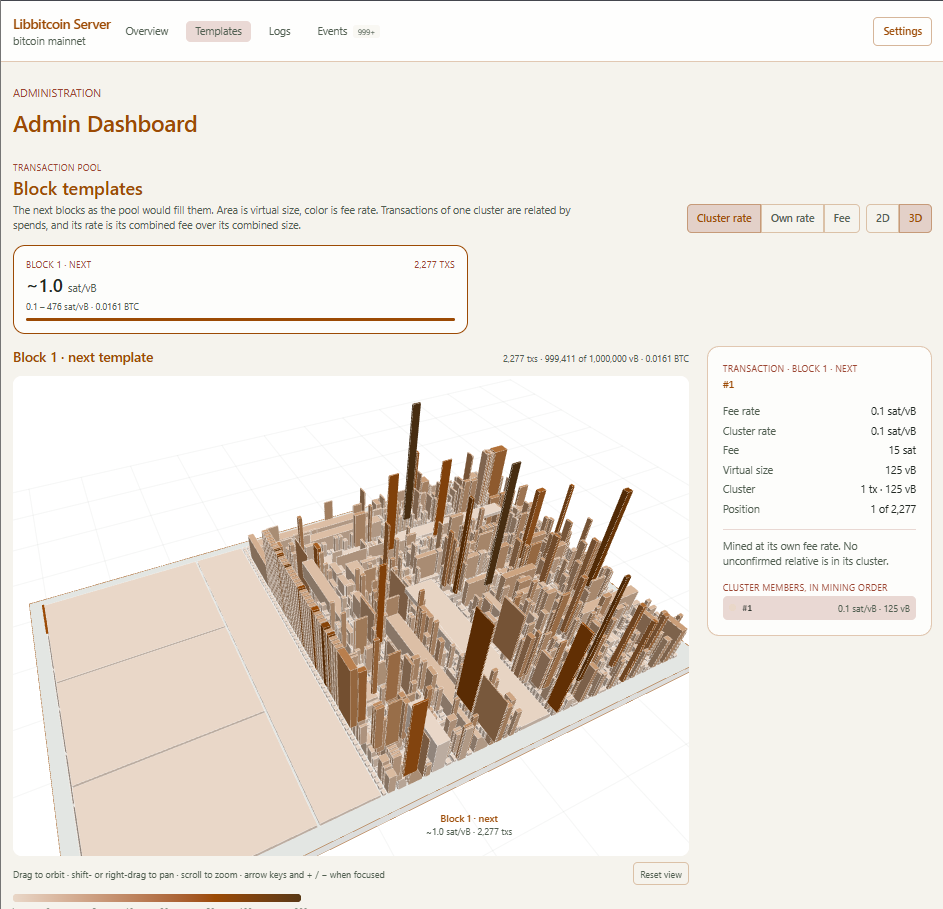 Libbitcoin Server
bitcoin mainnet
Overview
Templates
Logs
Events 999+
Settings
ADMINISTRATION
Admin Dashboard
TRANSACTION POOL
Block templates
The next blocks as the pool would fill them. Area is virtual size, color is fee rate. Transactions of one cluster are related by
spends, and its rate is its combined fee over its combined size.
Cluster rate
Own rate
Fee
2D
3D
BLOCK 1 · NEXT 2,277 TXS
~1.0 sat/vB
0.1 – 476 sat/vB · 0.0161 BTC
Block 1 · next template
2,277 txs · 999,411 of 1,000,000 vB · 0.0161 BTC
Block 1 · next
~1.0 sat/vB · 2,277 txs
Drag to orbit · shift- or right-drag to pan · scroll to zoom · arrow keys and + / − when focused
Reset view
TRANSACTION · BLOCK 1 · NEXT
#1
Fee rate 0.1 sat/vB
Cluster rate 0.1 sat/vB
Fee 15 sat
Virtual size 125 vB
Cluster 1 tx · 125 vB
Position 1 of 2,277
Mined at its own fee rate. No
unconfirmed relative is in its cluster.
CLUSTER MEMBERS, IN MINING ORDER
#1 0.1 sat/vB · 125 vB